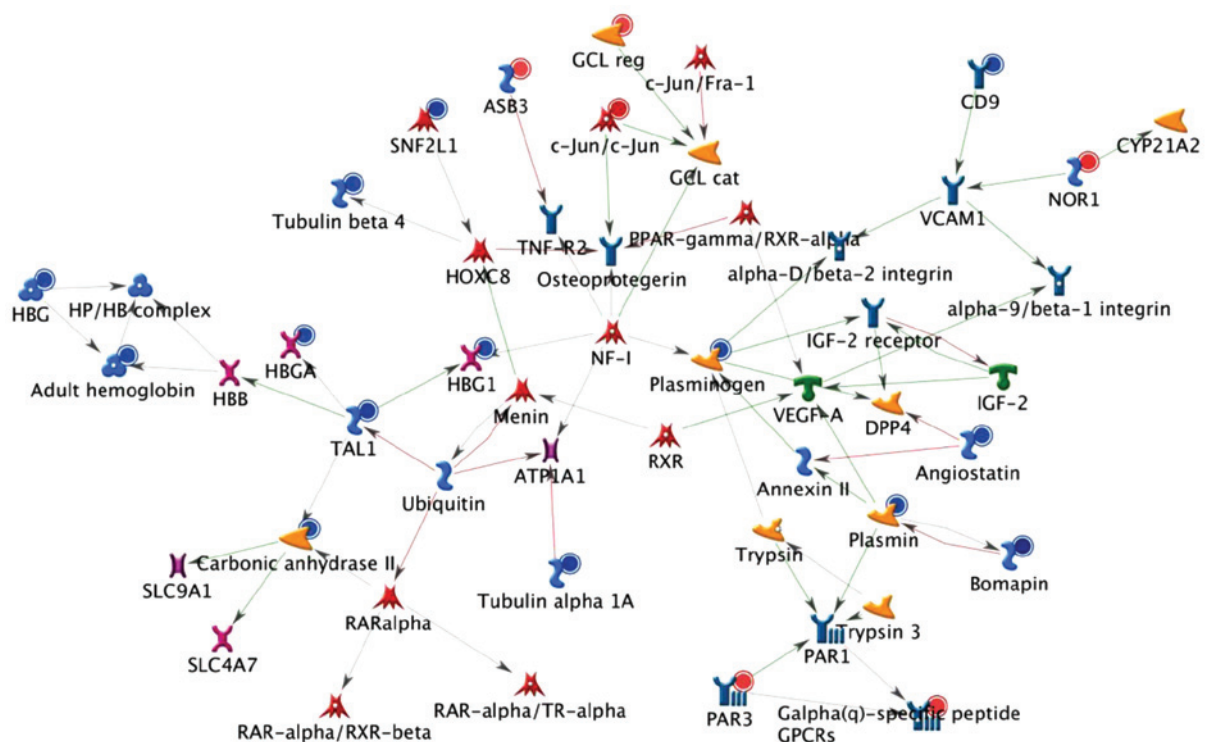 GCL reg
c-Jun/Fra-1
ASB3
CD9
SNF2L1
c-Jun/c-Jun
CYP21A2
GCL cat
NOR1
Tubulin beta 4
VCAM1
TNF-R2
PPAR-gamma/RXR-alpha
HOXC8
Osteoprotegerin
alpha-D/beta-2 integrin
alpha-9/beta-1 integrin
HBG
HP/HB complex
IGF-2 receptor
NF-I
HBGA
Adult hemoglobin
HBB
HBG1
Plasminogen
IGF-2
VEGF-A
DPP4
Menin
TAL1
RXR
ATP1A1
Ubiquitin
Annexin II
Angiostatin
Carbonic anhydrase II
Trypsin
Plasmin
SLC9A1
Tubulin alpha 1A
Bomapin
RARalpha
Trypsin 3
PAR1
SLC4A7
RAR-alpha/TR-alpha
PAR3
Galpha(q)-specific peptide
GPCRs
RAR-alpha/RXR-beta